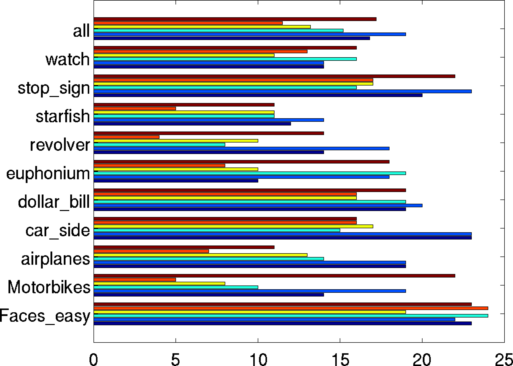 all
watch
stop_sign
starfish
revolver
euphonium
dollar_bill
car_side
airplanes
Motorbikes
Faces_easy
0 5 10 15 20 25